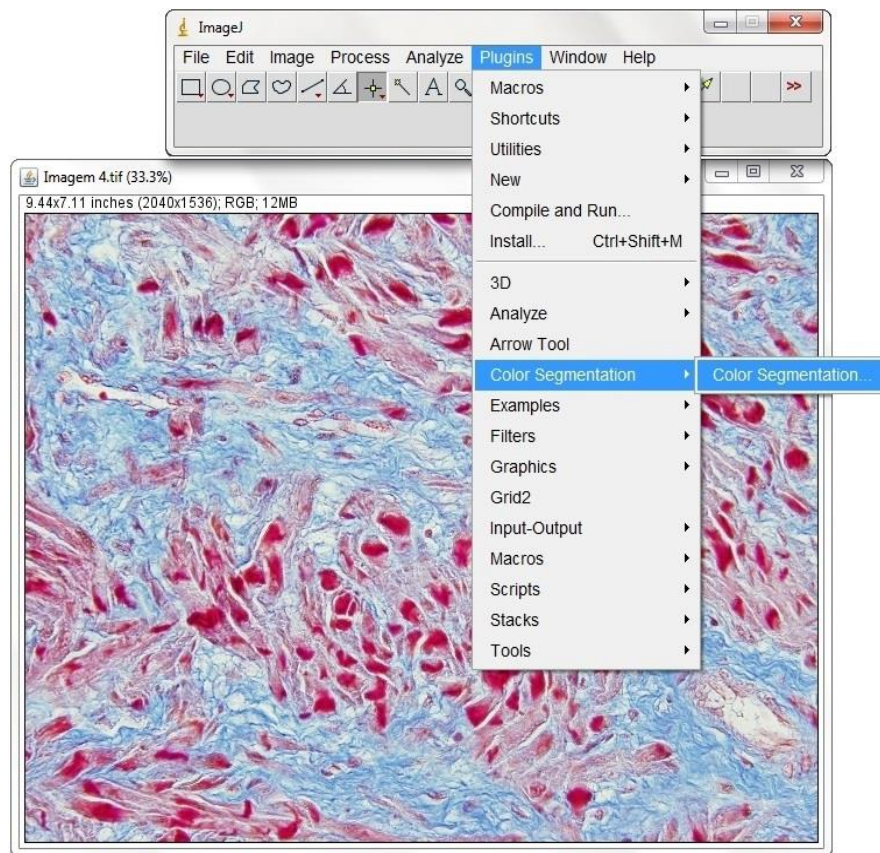 ImageJ
File Edit Image Process Analyze Plugins Window Help
A >>
Macros
Shortcuts
Utilities
New
Compile and Run...
Install... Ctrl+Shift+M
3D
Analyze
Arrow Tool
Color Segmentation
Color Segmentation...
Examples
Filters
Graphics
Grid2
Input-Output
Macros
Scripts
Stacks
Tools
Imagem 4.tif (33.3%)
9.44x7.11 inches (2040x1536); RGB; 12MB